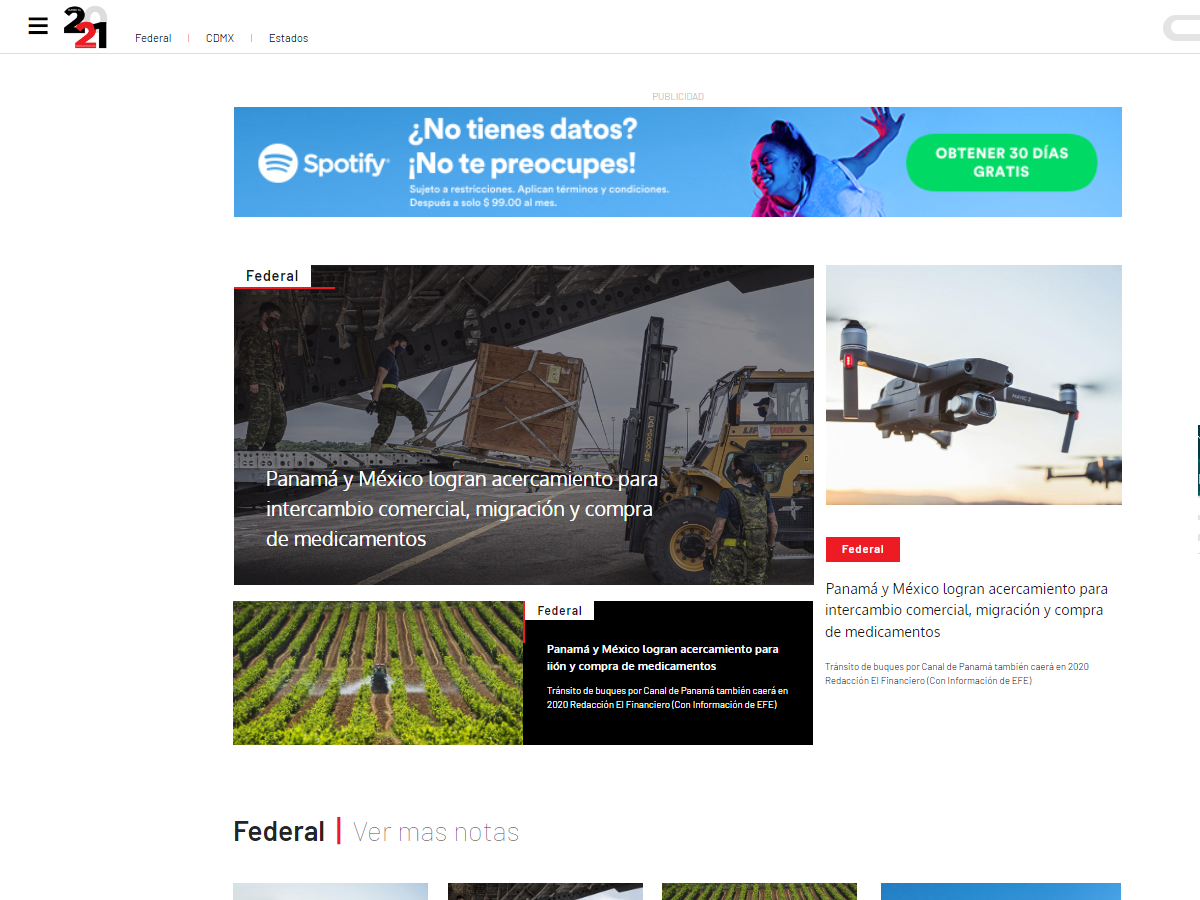 2021
Federal | CDMX | Estados
PUBLICIDAD
Spotify
¿No tienes datos?
¡No te preocupes!
Sujeto a restricciones. Aplican términos y condiciones.
Después a solo $ 99.00 al mes.
OBTENER 30 DÍAS
GRATIS
Federal
Panamá y México logran acercamiento para
intercambio comercial, migración y compra
de medicamentos
MAVIC 2
Federal
Panamá y México logran acercamiento para
intercambio comercial, migración y compra
de medicamentos
Tránsito de buques por Canal de Panamá también caerá en 2020
Redacción El Financiero (Con Información de EFE)
Federal
Panamá y México logran acercamiento para
iión y compra de medicamentos
Tránsito de buques por Canal de Panamá también caerá en
2020 Redacción El Financiero (Con Información de EFE)
Federal | Ver mas notas